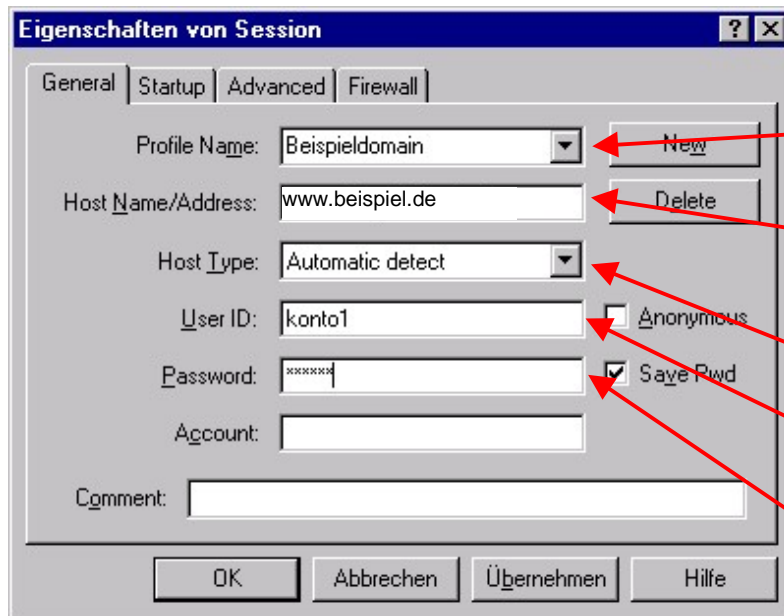 Eigenschaften von Session
General Startup Advanced Firewall
Profile Name: Beispieldomain New
Host Name/Address: www.beispiel.de Delete
Host Type: Automatic detect
User ID: konto1 Anonymous
Password: ****** Save Pwd
Account:
Comment:
OK Abbrechen Übernehmen Hilfe